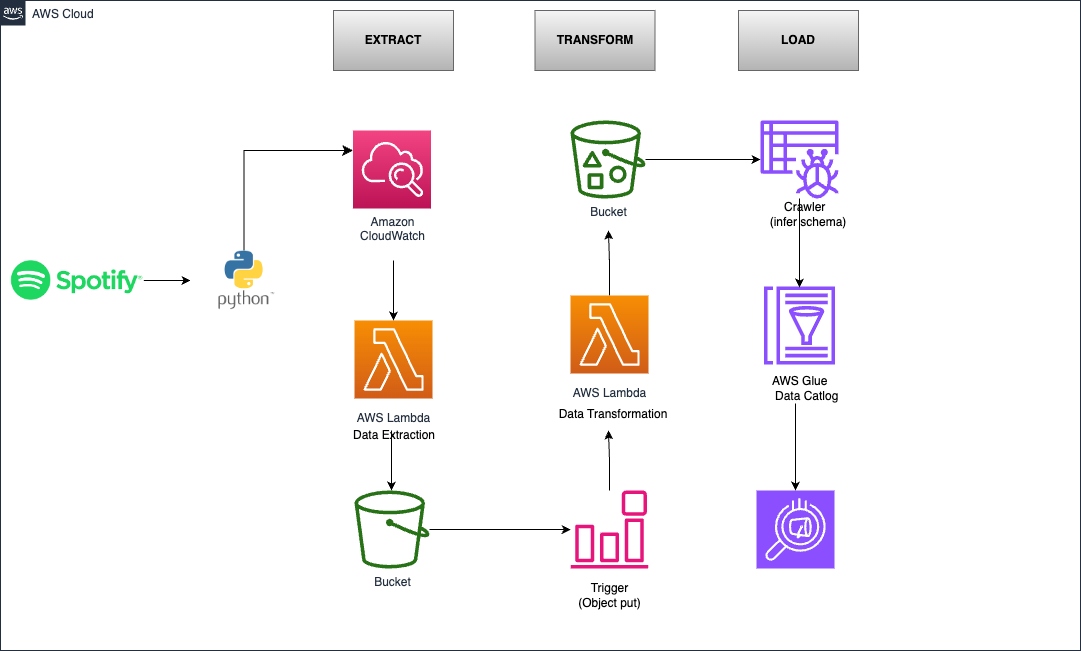 aws
AWS Cloud
EXTRACT
TRANSFORM
LOAD
Amazon
CloudWatch
Bucket
Crawler
(infer schema)
Spotify
python
AWS Lambda
Data Extraction
AWS Lambda
Data Transformation
AWS Glue
Data Catlog
Bucket
Trigger
(Object put)